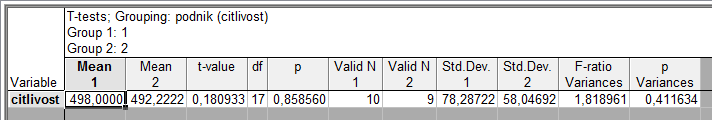 T-tests; Grouping: podnik (citlivost)
Group 1: 1
Group 2: 2
Variable Mean 1 Mean 2 t-value df p Valid N 1 Valid N 2 Std.Dev. 1 Std.Dev. 2 F-ratio Variances p Variances
citlivost 498,0000 492,2222 0,180933 17 0,858560 10 9 78,28722 58,04692 1,818961 0,411634